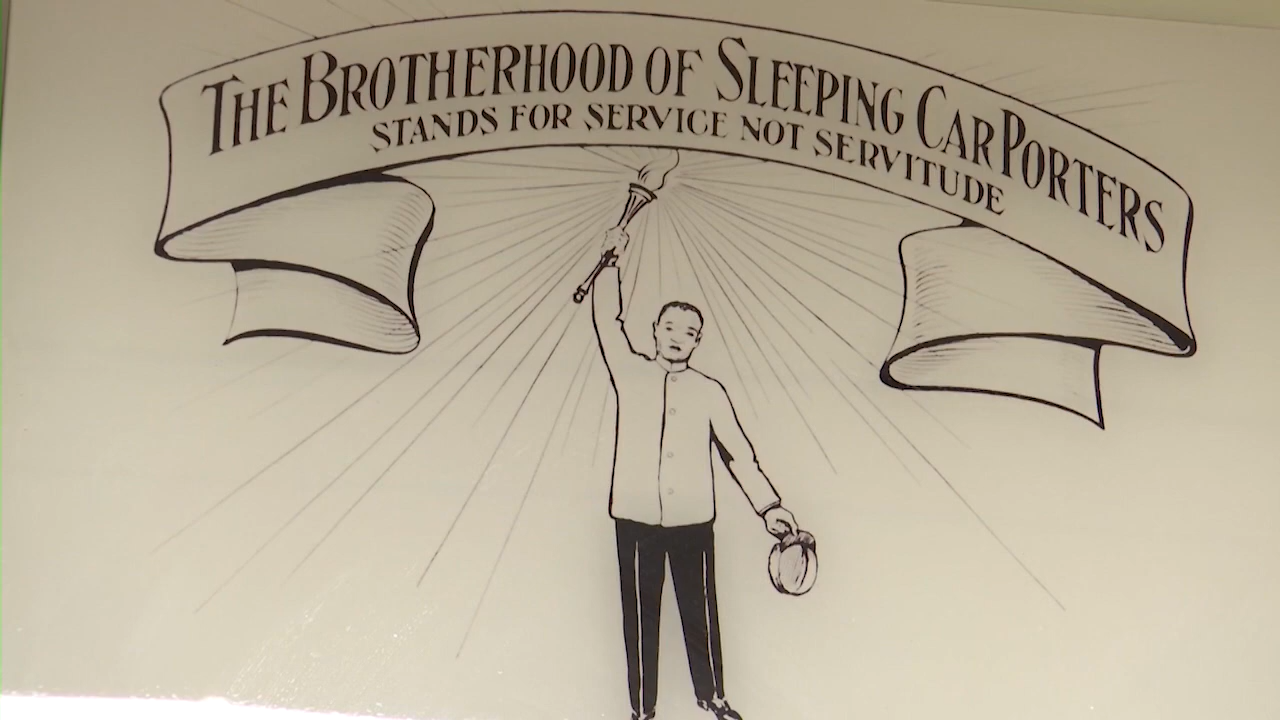 THE BROTHERHOOD OF SLEEPING CAR PORTERS
STANDS FOR SERVICE NOT SERVITUDE